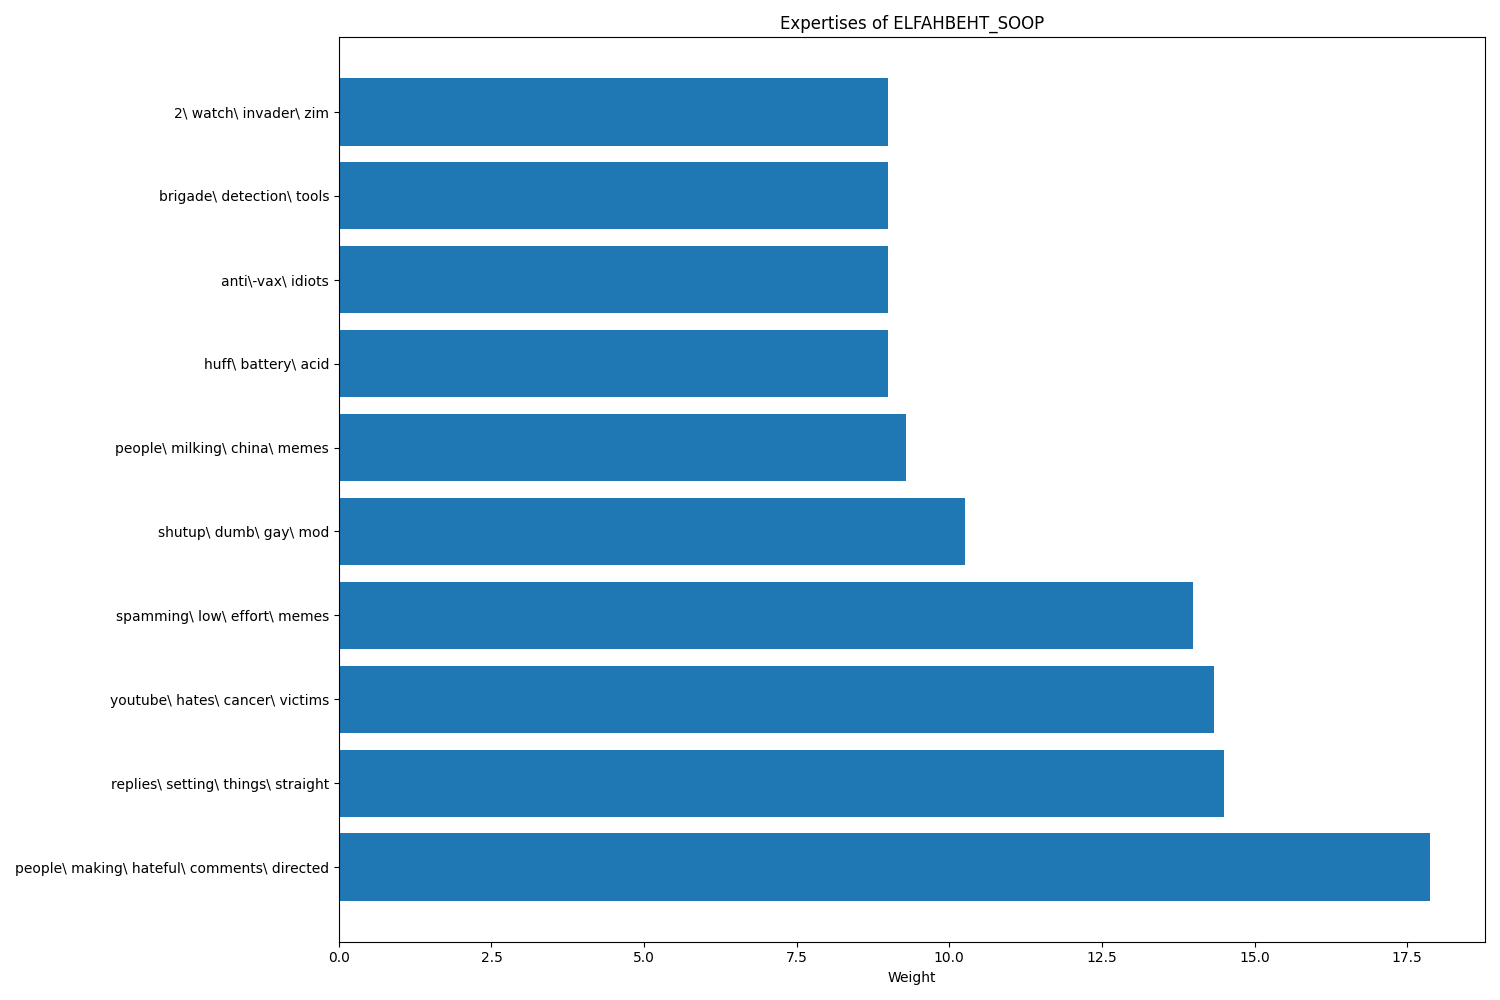 Expertises of ELFAHBEHT_SOOP
2\ watch\ invader\ zim
brigade\ detection\ tools
anti\-vax\ idiots
huff\ battery\ acid
people\ milking\ china\ memes
shutup\ dumb\ gay\ mod
spamming\ low\ effort\ memes
youtube\ hates\ cancer\ victims
replies\ setting\ things\ straight
people\ making\ hateful\ comments\ directed
0.0 2.5 5.0 7.5 10.0 12.5 15.0 17.5
Weight